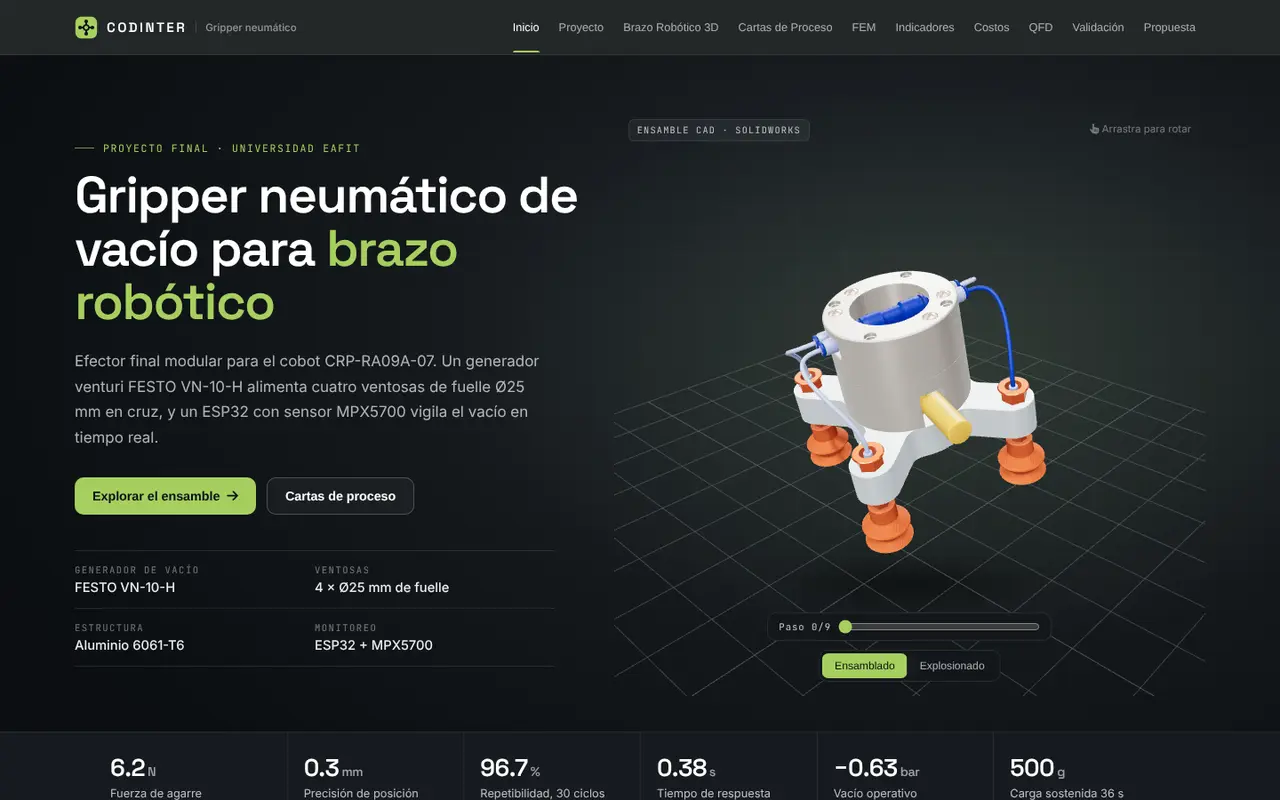 CODINTER
Gripper neumático
Inicio
Proyecto
Brazo Robótico 3D
Cartas de Proceso
FEM
Indicadores
Costos
QFD
Validación
Propuesta
PROYECTO FINAL · UNIVERSIDAD EAFIT
Gripper neumático de
vacío para brazo
robótico
Efector final modular para el cobot CRP-RA09A-07. Un generador
venturi FESTO VN-10-H alimenta cuatro ventosas de fuelle Ø25
mm en cruz, y un ESP32 con sensor MPX5700 vigila el vacío en
tiempo real.
Explorar el ensamble →
Cartas de proceso
GENERADOR DE VACÍO
FESTO VN-10-H
VENTOSAS
4 × Ø25 mm de fuelle
ESTRUCTURA
Aluminio 6061-T6
MONITOREO
ESP32 + MPX5700
ENSAMBLE CAD · SOLIDWORKS
Arrastra para rotar
Paso 0/9
Ensamblado
Explosionado
6.2 N
Fuerza de agarre
0.3 mm
Precisión de posición
96.7 %
Repetibilidad, 30 ciclos
0.38 s
Tiempo de respuesta
−0.63 bar
Vacío operativo
500 g
Carga sostenida 36 s